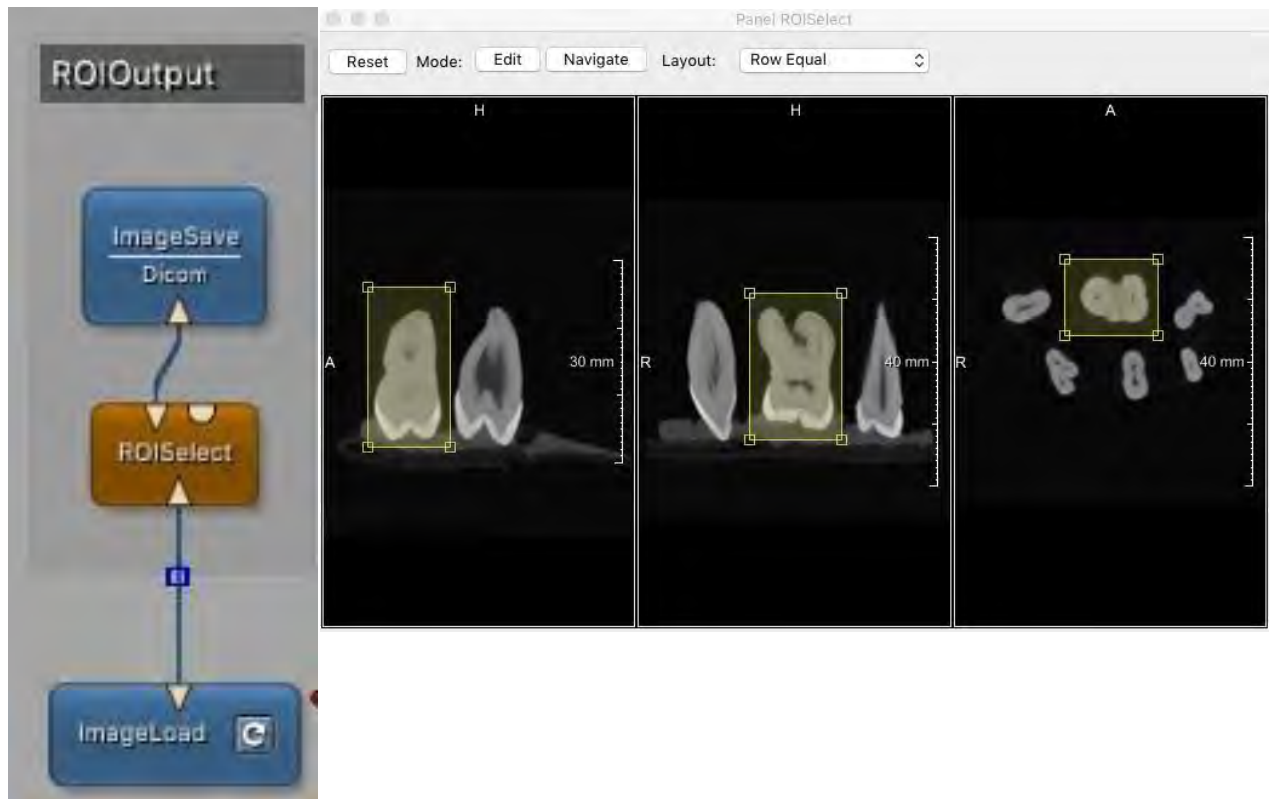 ROIOutput
ImageSave
Dicom
ROISelect
ImageLoad
Panel ROISelect
Reset Mode: Edit Navigate Layout: Row Equal
H
A
30 mm
H
R
40 mm
A
R
40 mm